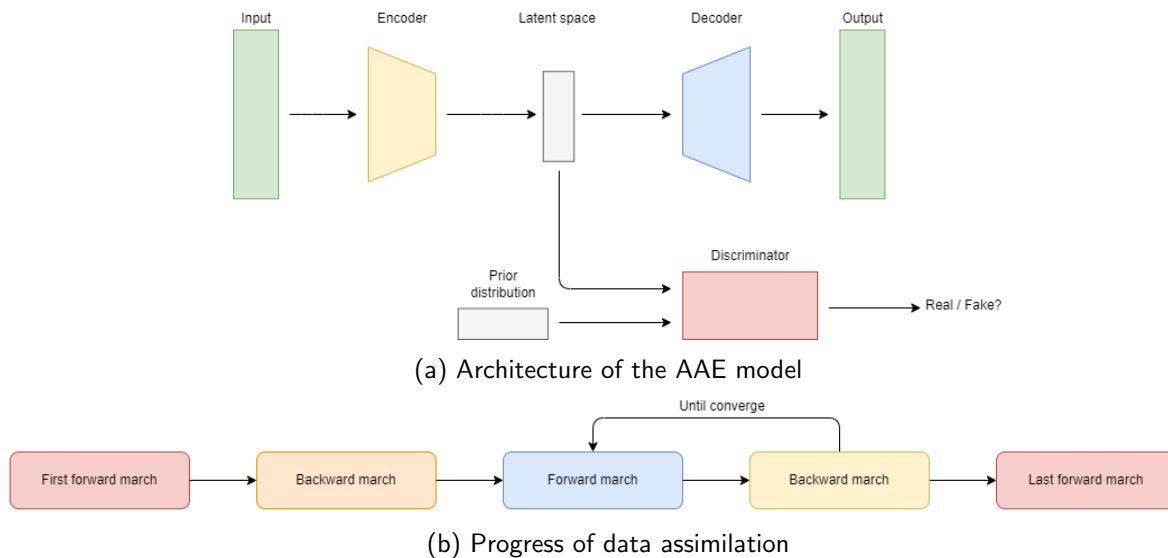 Input
Encoder
Latent space
Decoder
Output
Discriminator
Prior
distribution
Real / Fake?
(a) Architecture of the AAE model
Until converge
First forward march
Backward march
Forward march
Backward march
Last forward march
(b) Progress of data assimilation